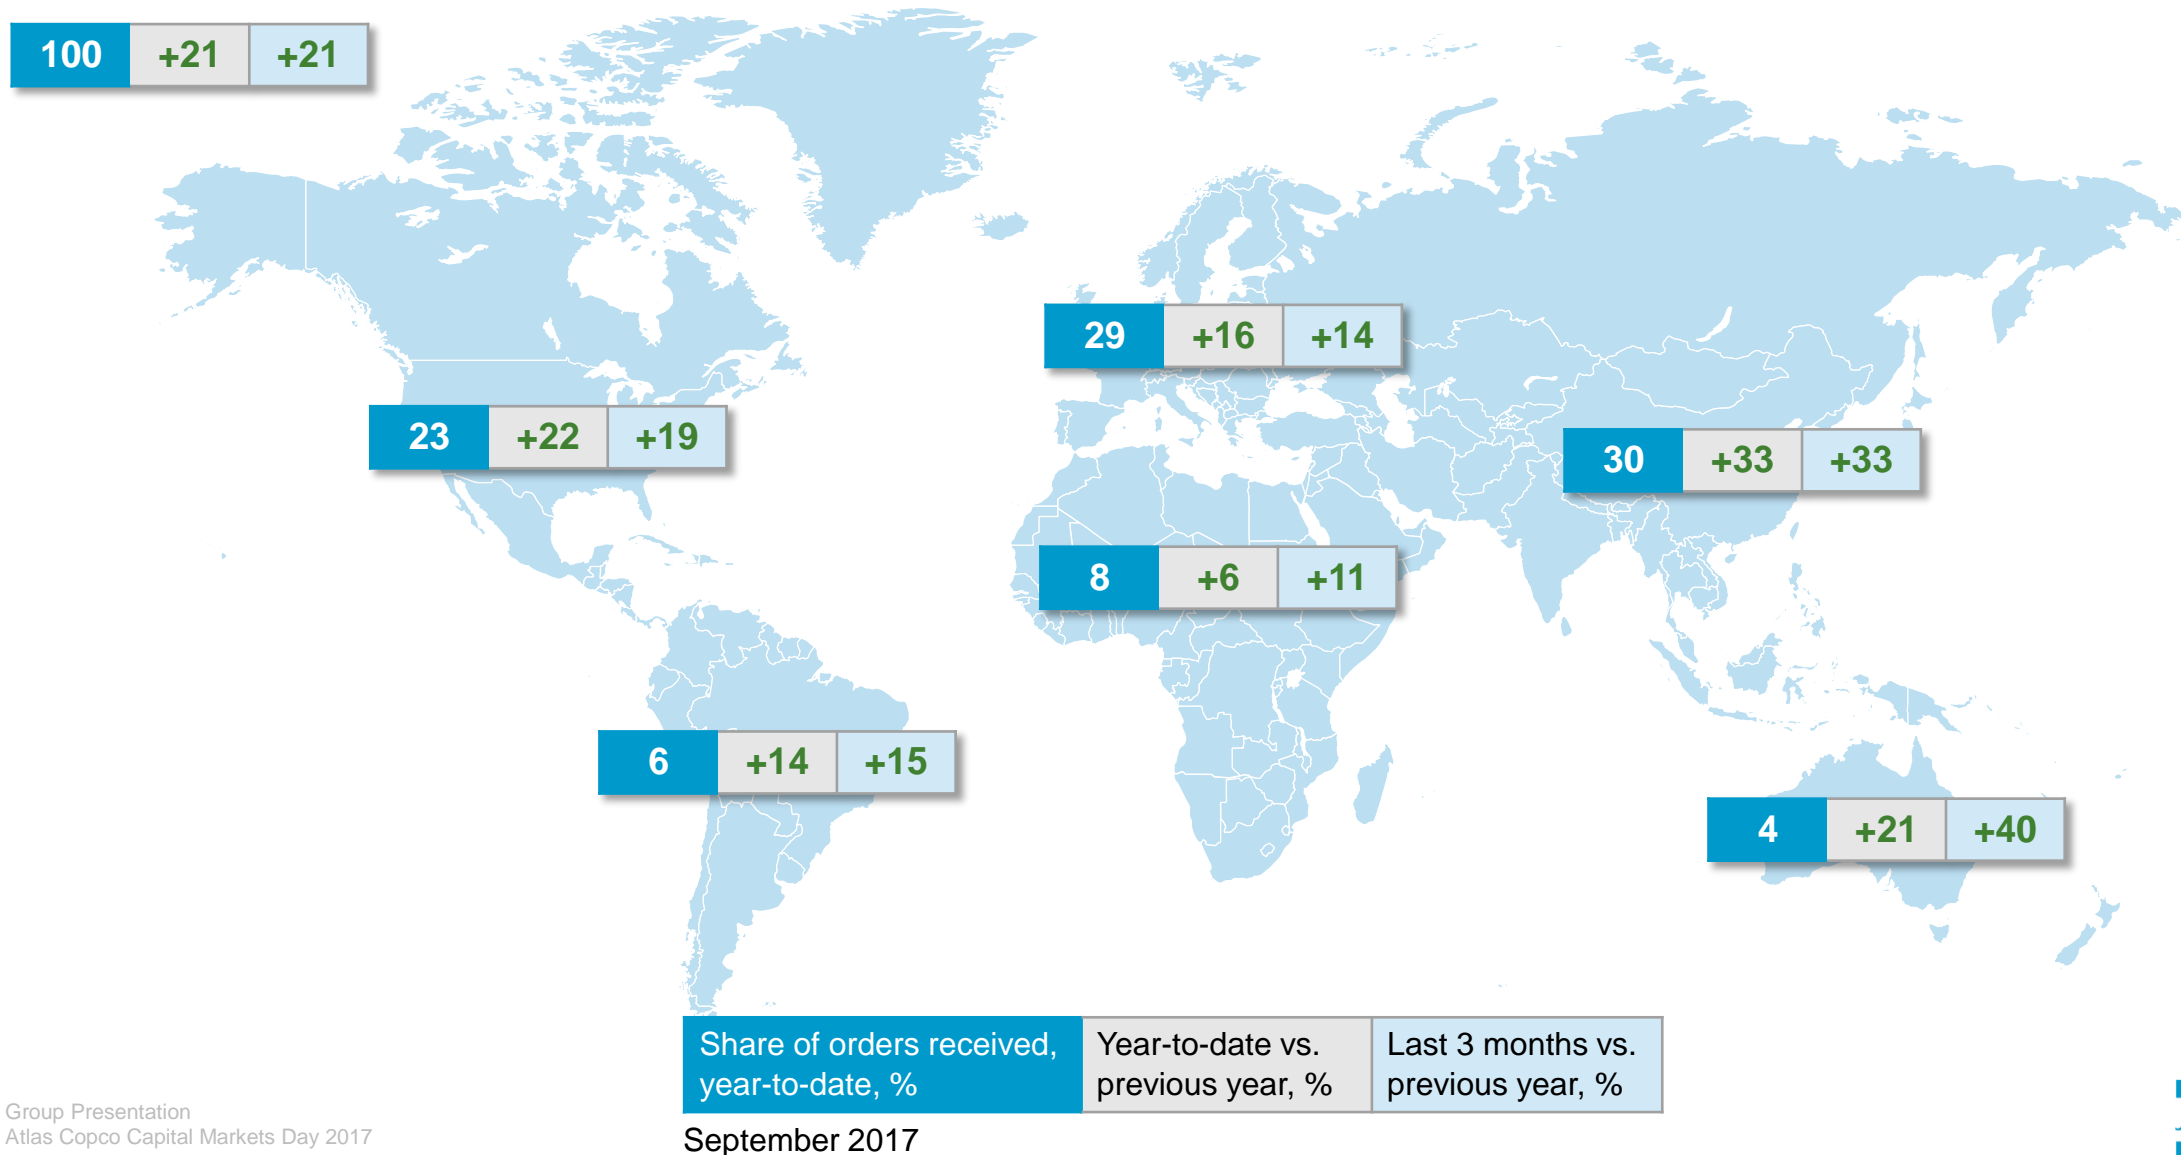 100 +21 +21
29 +16 +14
23 +22 +19
30 +33 +33
8 +6 +11
6 +14 +15
4 +21 +40
Share of orders received,
year-to-date, %
Year-to-date vs.
previous year, %
Last 3 months vs.
previous year, %
September 2017
Group Presentation
Atlas Copco Capital Markets Day 2017